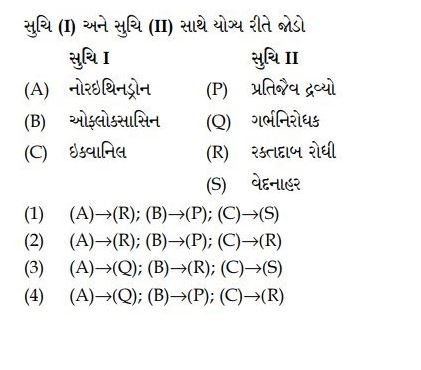 સુચિ (I) અને સુચિ (II) સાથે યોગ્ય રીતે જોડો
સુચિ I સુચિ II
(A) નોરઇથિનડ્રોન (P) પ્રતિજૈવ દ્રવ્યો
(B) ઓફ્લોક્સાસિન (Q) ગર્ભનિરોધક
(C) ઇક્વાનિલ (R) રક્તદાબ રોધી
(S) વેદનાહર
(1) (A)→(R); (B)→(P); (C)→(S)
(2) (A)→(R); (B)→(P); (C)→(R)
(3) (A)→(Q); (B)→(R); (C)→(S)
(4) (A)→(Q); (B)→(P); (C)→(R)